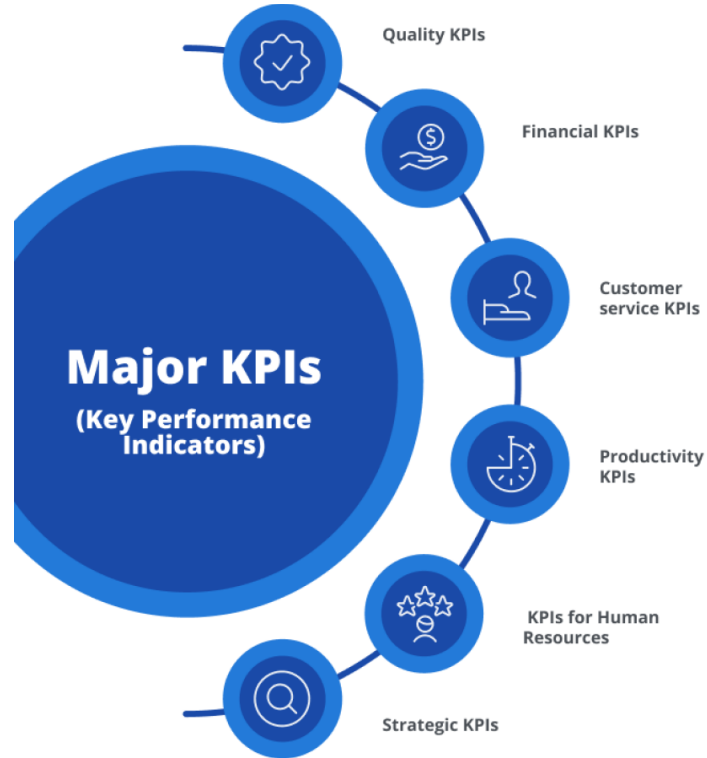 Quality KPIs
Financial KPIs
Customer
service KPIs
Major KPIs
(Key Performance
Indicators)
Productivity
KPIs
KPIs for Human
Resources
Strategic KPIs